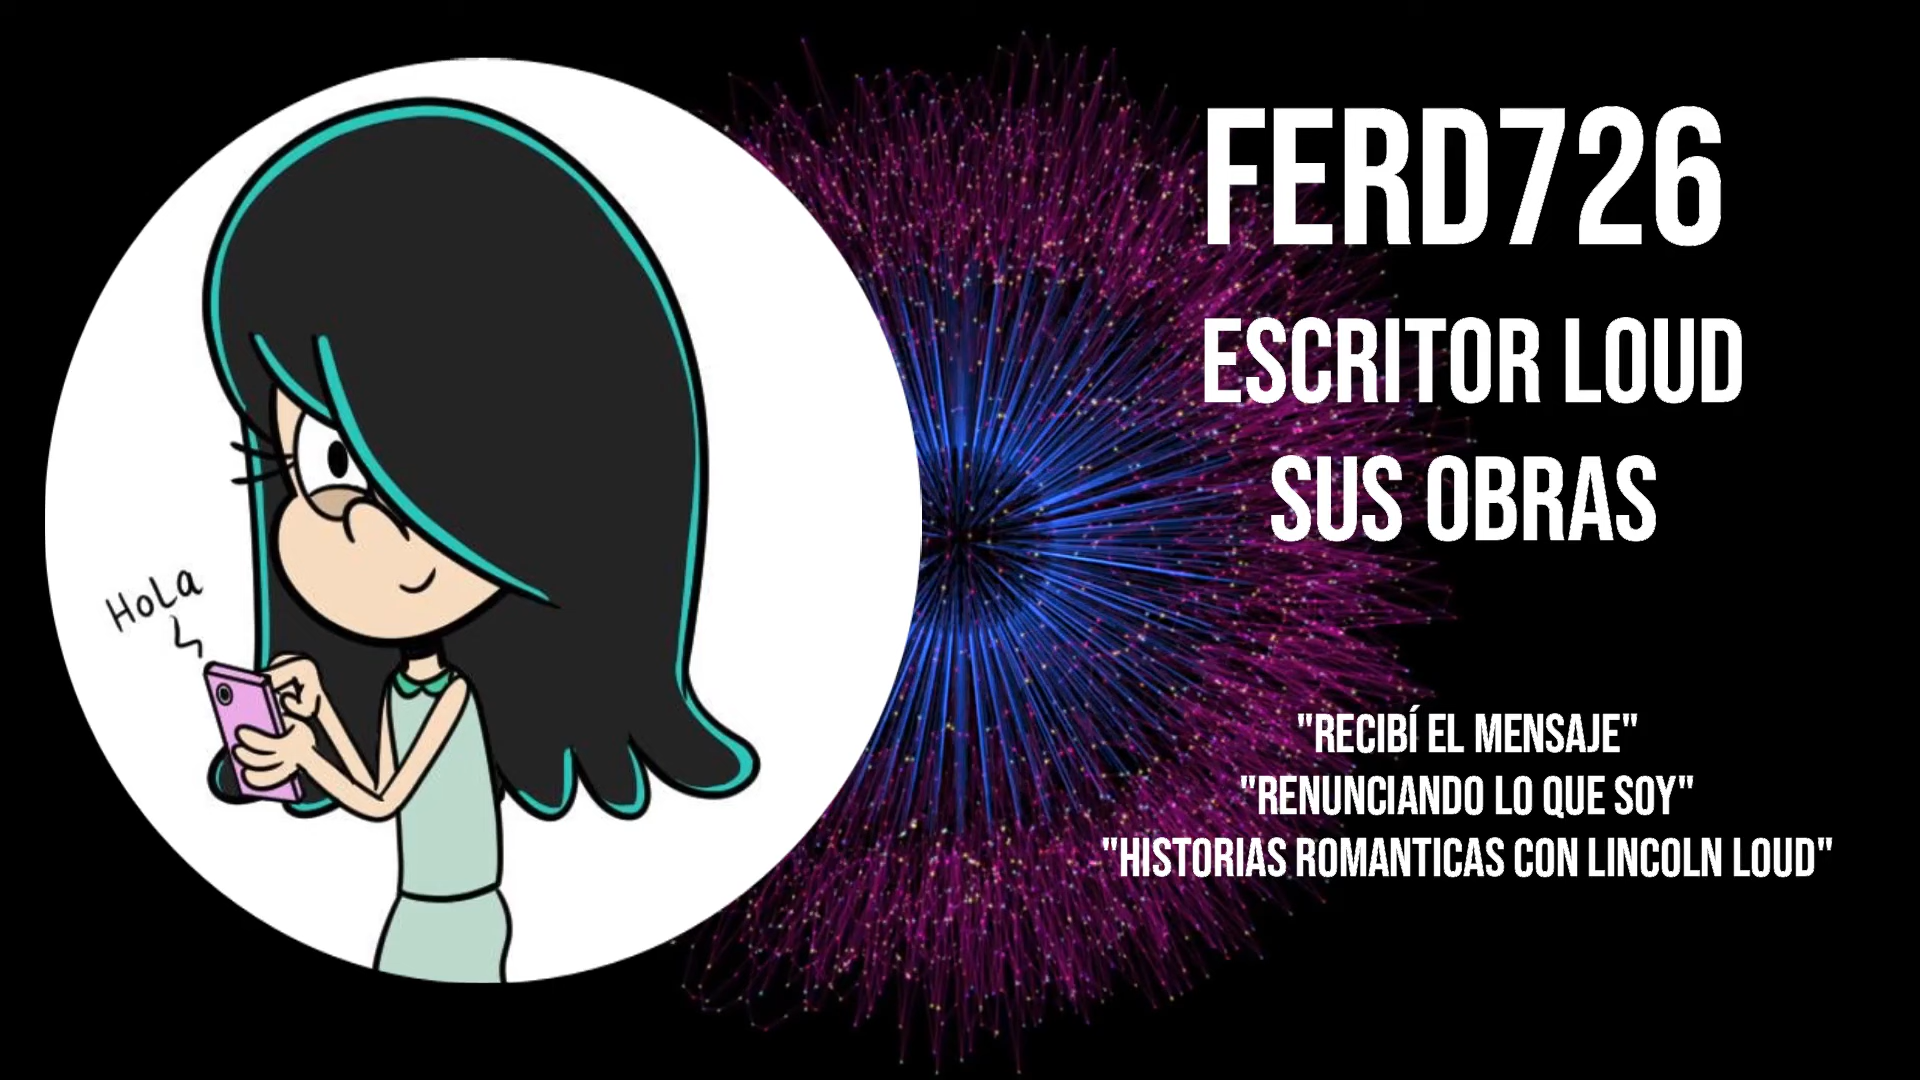 FERD726
ESCRITOR LOUD
SUS OBRAS
HoLa
"RECIBÍ EL MENSAJE"
"RENUNCIANDO LO QUE SOY"
"HISTORIAS ROMANTICAS CON LINCOLN LOUD"